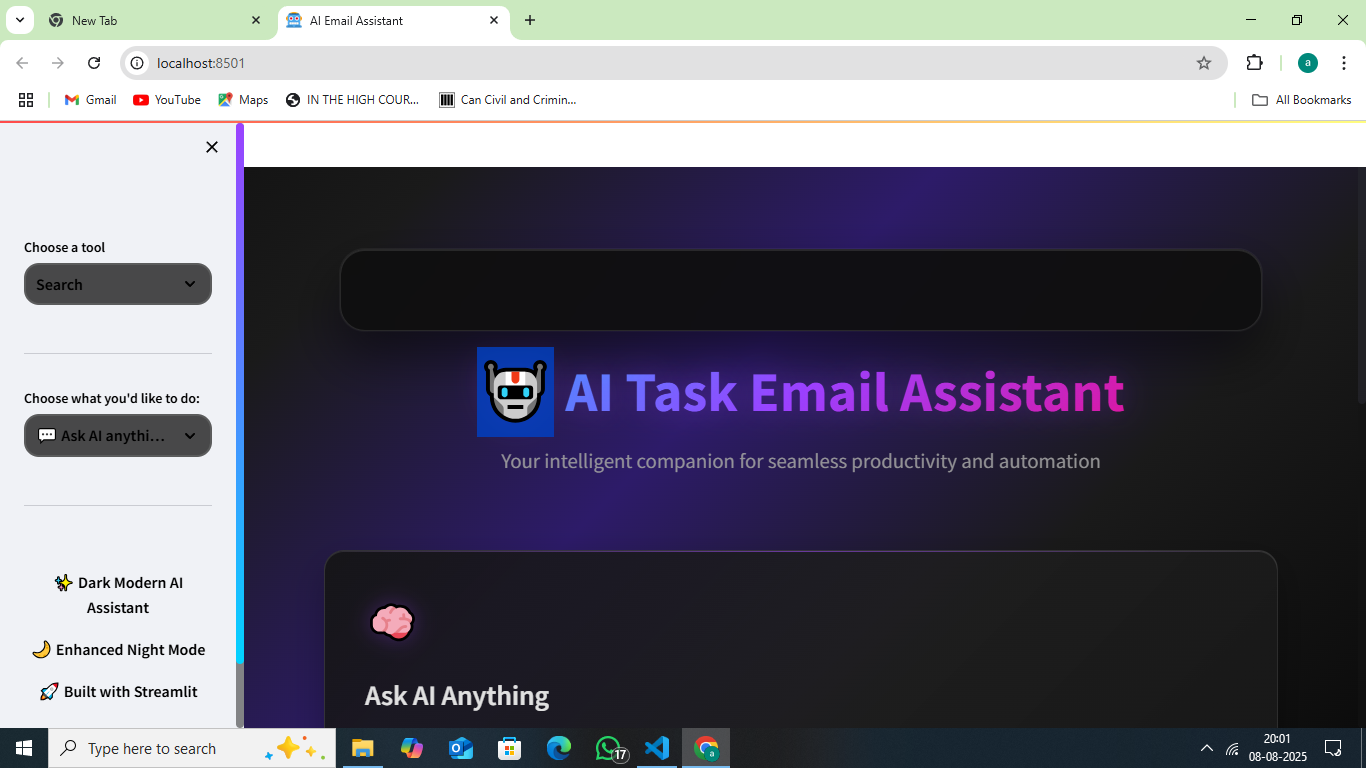 New Tab
AI Email Assistant
localhost:8501
a
Gmail
YouTube
Maps
IN THE HIGH COUR...
Can Civil and Crimin...
All Bookmarks
Choose a tool
Search
Choose what you'd like to do:
💬 Ask AI anythi...
✨ Dark Modern AI
Assistant
🌙 Enhanced Night Mode
🚀 Built with Streamlit
AI Task Email Assistant
Your intelligent companion for seamless productivity and automation
Ask AI Anything
Type here to search
17
a
20:01
08-08-2025